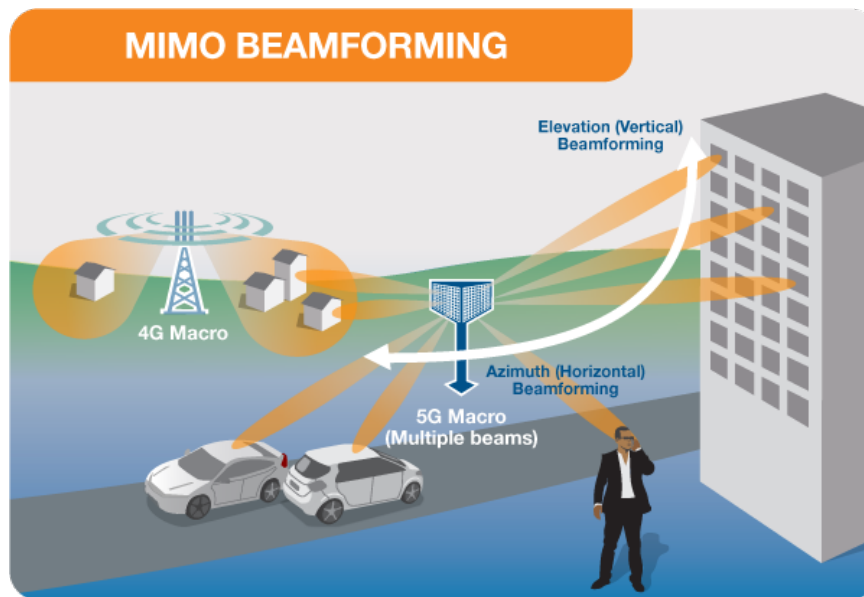 MIMO BEAMFORMING
Elevation (Vertical)
Beamforming
4G Macro
Azimuth (Horizontal)
Beamforming
5G Macro
(Multiple beams)